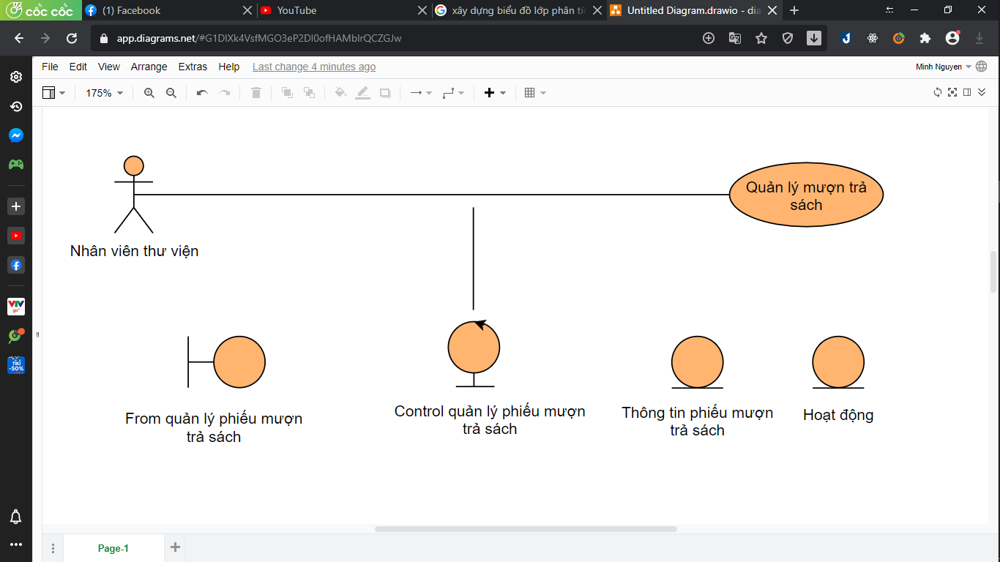 cốc cốc
(1) Facebook
YouTube
xây dựng biểu đồ lớp phân tíc
Untitled Diagram.drawio - dia
app.diagrams.net/#G1DlXk4VsfMGO3eP2Dl0ofHAMblrQCZGJw
File Edit View Arrange Extras Help Last change 4 minutes ago
Minh Nguyen
175%
Quản lý mượn trả
sách
Nhân viên thư viện
From quản lý phiếu mượn
trả sách
Control quản lý phiếu mượn
trả sách
Thông tin phiếu mượn
trả sách
Hoạt động
VTV
go
TIKI
-50%
Page-1